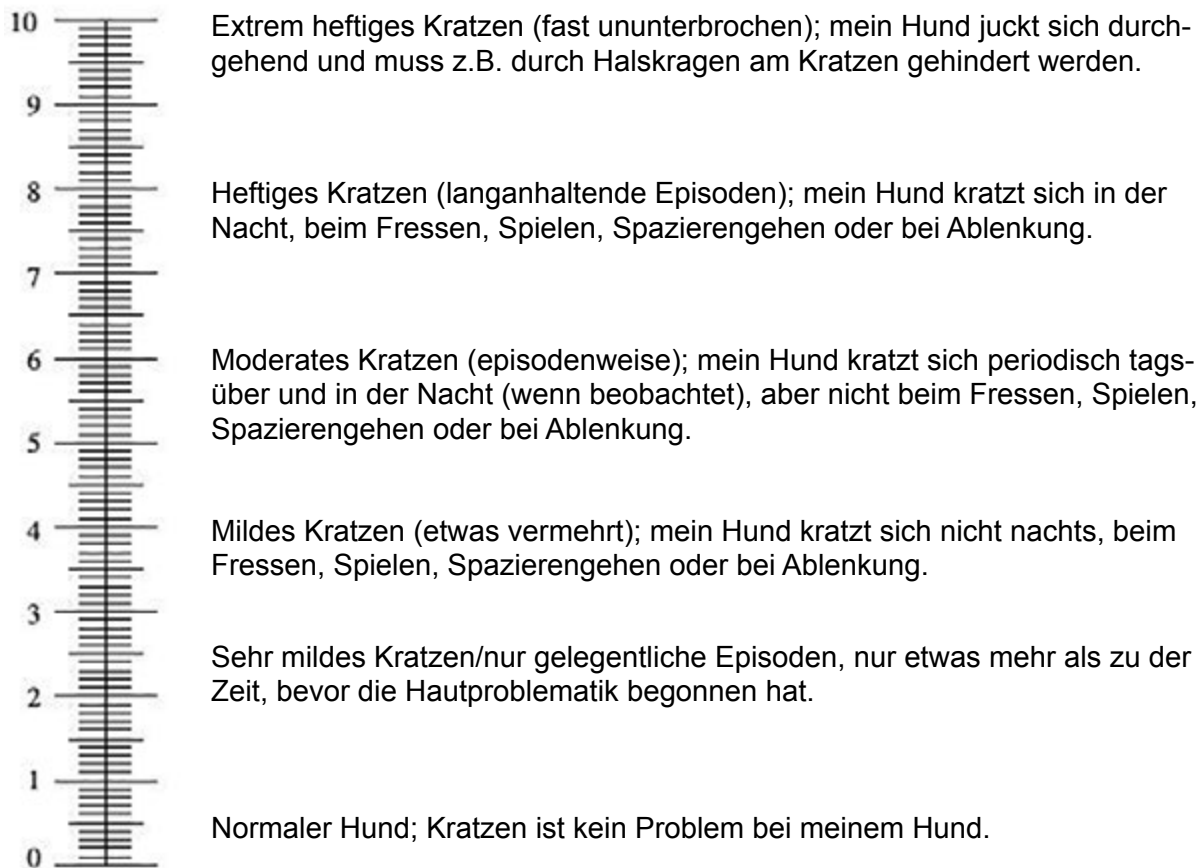 10
Extrem heftiges Kratzen (fast ununterbrochen); mein Hund juckt sich durch-
gehend und muss z.B. durch Halskragen am Kratzen gehindert werden.
9
8
Heftiges Kratzen (langanhaltende Episoden); mein Hund kratzt sich in der
Nacht, beim Fressen, Spielen, Spazierengehen oder bei Ablenkung.
7
6
Moderates Kratzen (episodenweise); mein Hund kratzt sich periodisch tags-
über und in der Nacht (wenn beobachtet), aber nicht beim Fressen, Spielen,
Spazierengehen oder bei Ablenkung.
5
4
Mildes Kratzen (etwas vermehrt); mein Hund kratzt sich nicht nachts, beim
Fressen, Spielen, Spazierengehen oder bei Ablenkung.
3
Sehr mildes Kratzen/nur gelegentliche Episoden, nur etwas mehr als zu der
Zeit, bevor die Hautproblematik begonnen hat.
2
1
Normaler Hund; Kratzen ist kein Problem bei meinem Hund.
0